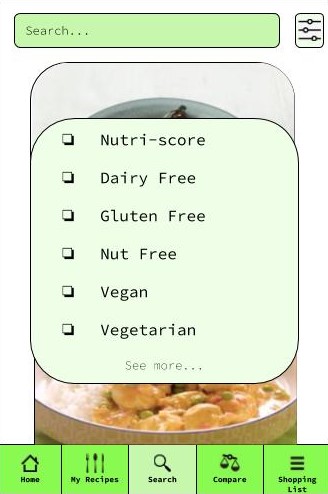 Search...
Nutri-score
Dairy Free
Gluten Free
Nut Free
Vegan
Vegetarian
See more...
Home
My Recipes
Search
Compare
Shopping
List